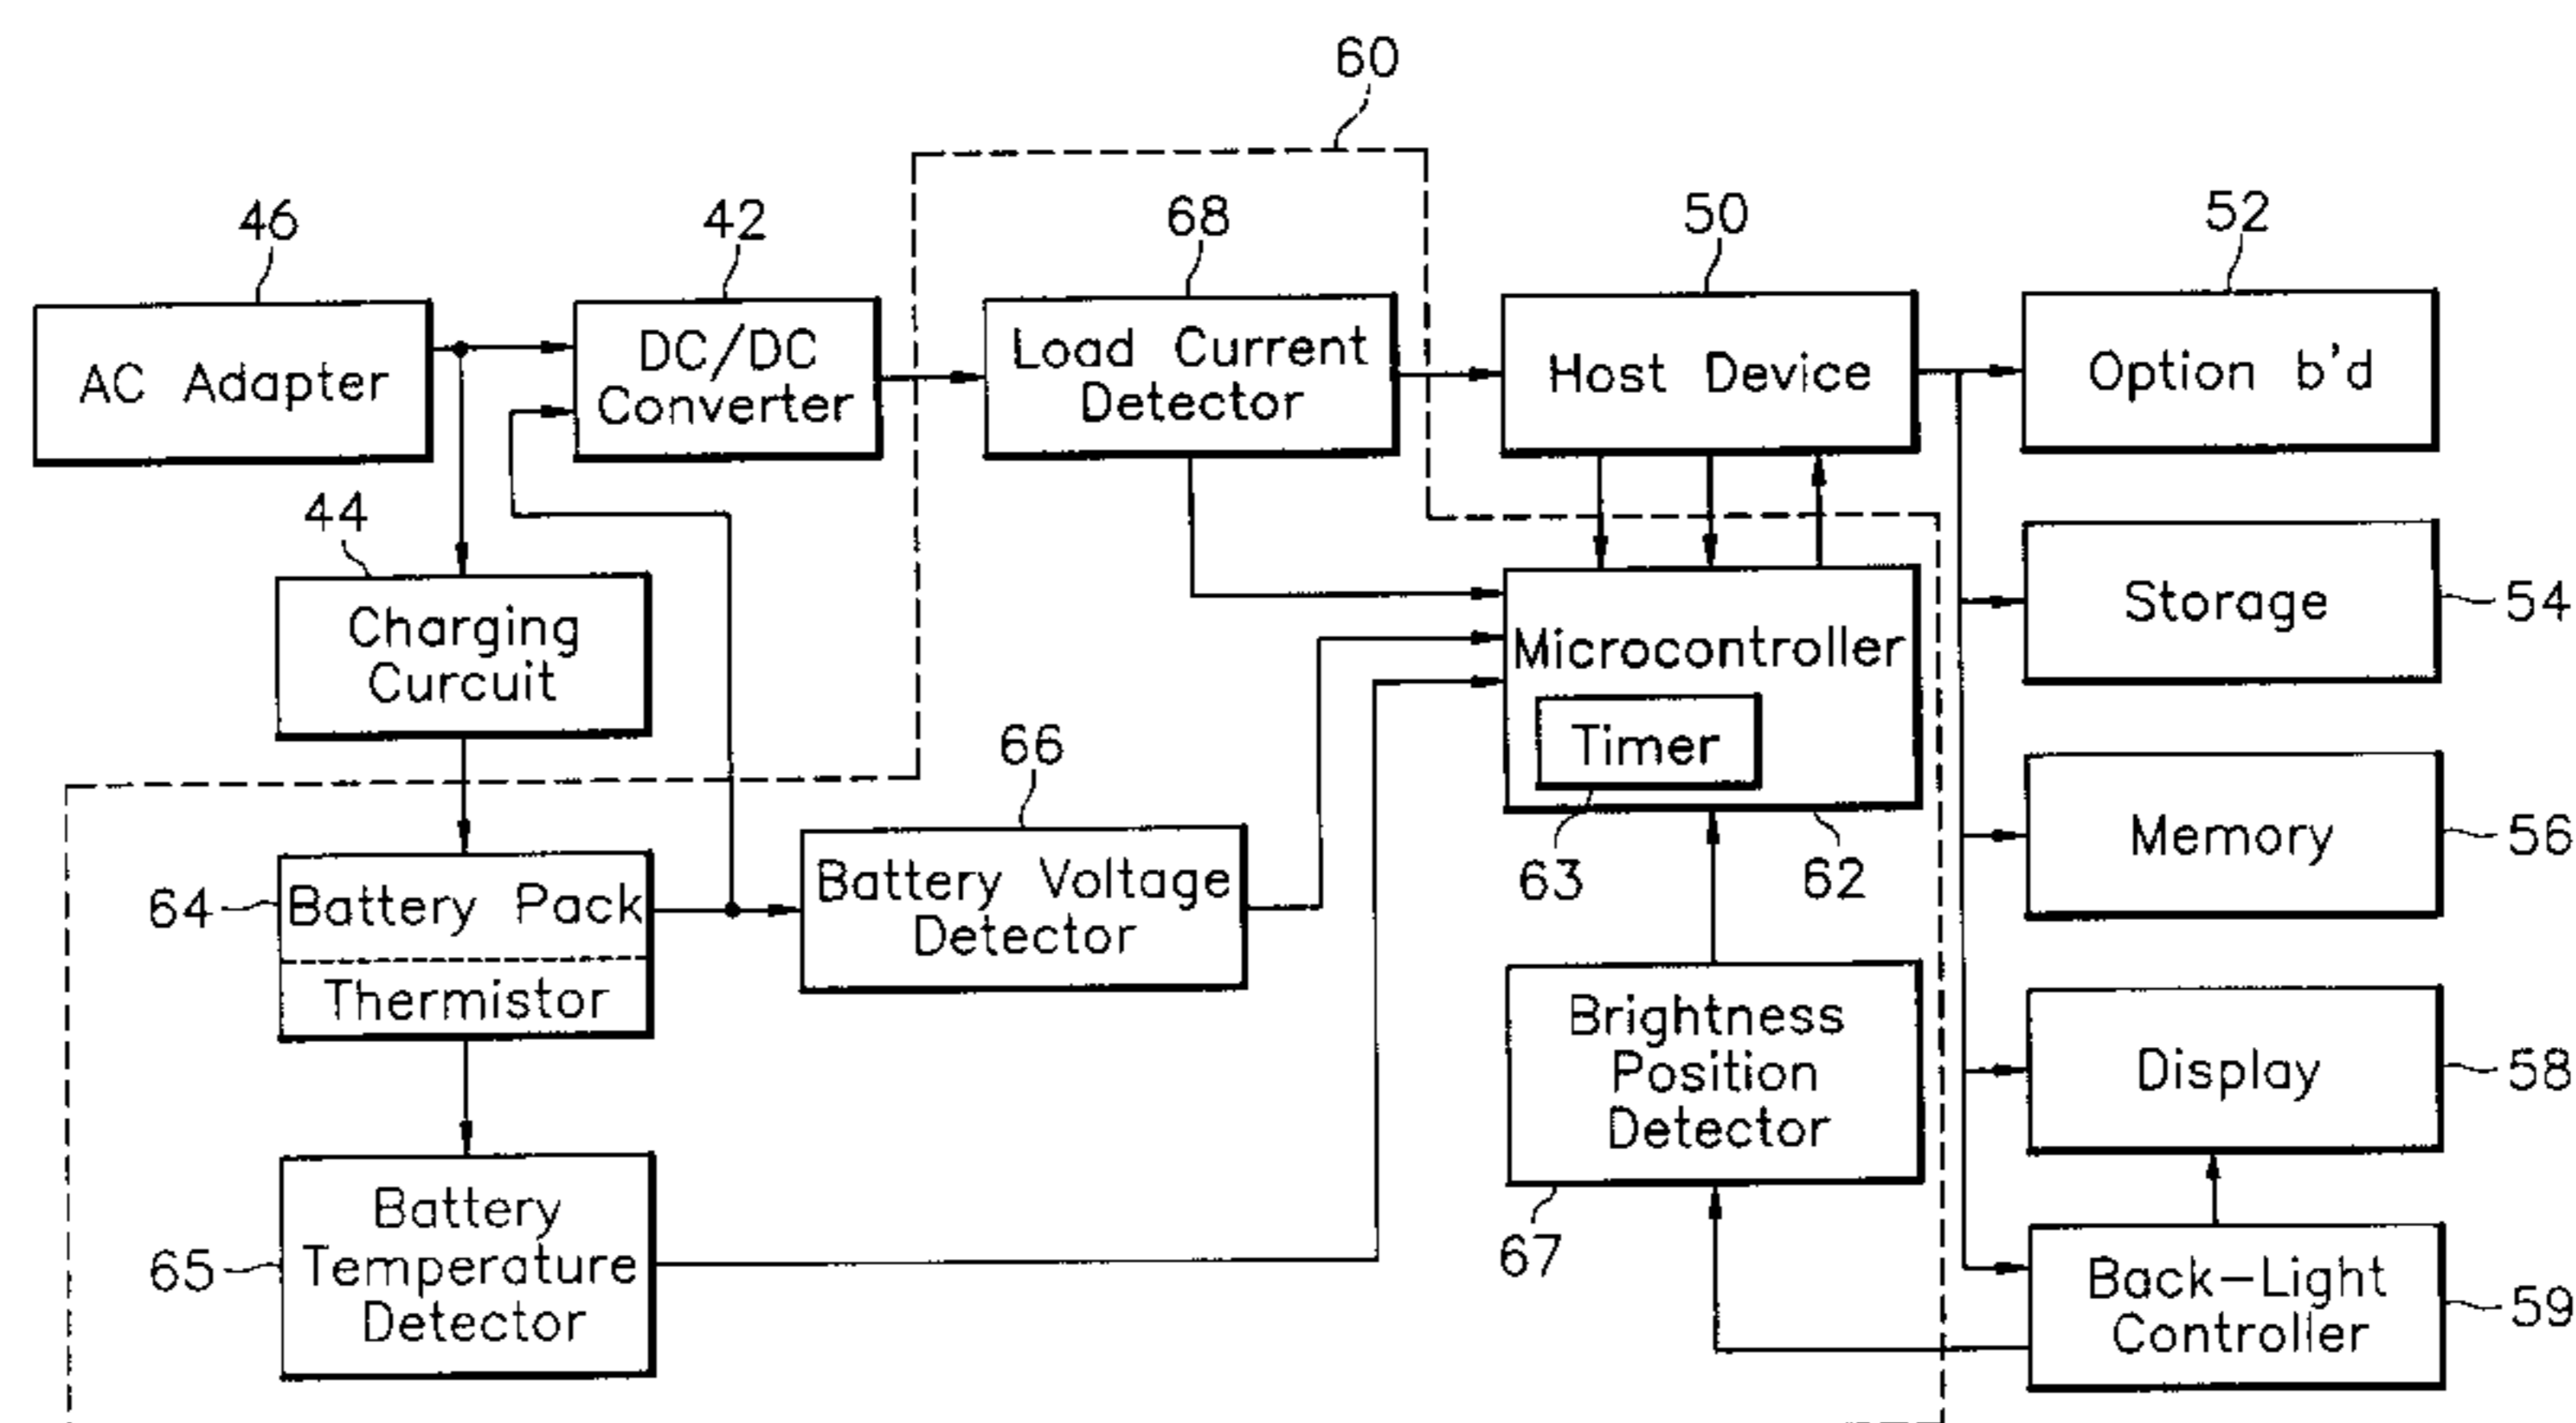 60
46
42
68
50
52
AC Adapter
DC/DC
Converter
Load Current
Detector
Host Device
Option b'd
44
Charging
Curcuit
Storage
54
Microcontroller
Timer
66
63
62
Memory
56
64
Battery Pack
Thermistor
Battery Voltage
Detector
Brightness
Position
Detector
67
Display
58
65
Battery
Temperature
Detector
Back-Light
Controller
59